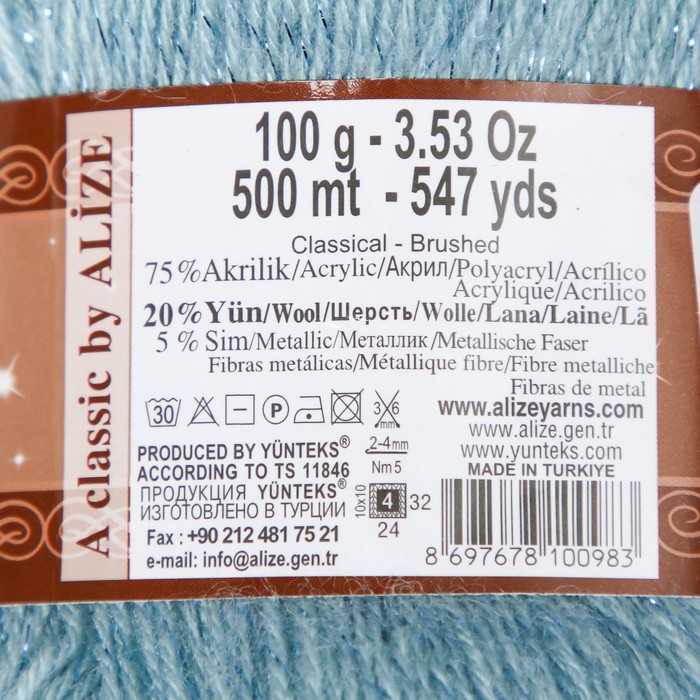 A classic by ALİZE
100 g - 3.53 Oz
500 mt - 547 yds
Classical - Brushed
75 % Akrilik/Acrylic/Акрил/Polyacryl/Acrílico
Acrylique/Acrilico
20 % Yün/Wool/Шерсть/Wolle/Lana/Laine/Lã
5 % Sim/Metallic/Металлик/Metallische Faser
Fibras metálicas/Métallique fibre/Fibre metalliche
Fibras de metal
30
P
3 6
mm
2-4mm
Nm 5
www.alizeyarns.com
www.alize.gen.tr
www.yunteks.com
MADE IN TURKIYE
PRODUCED BY YÜNTEKS®
ACCORDING TO TS 11846
ПРОДУКЦИЯ YÜNTEKS®
ИЗГОТОВЛЕНО В ТУРЦИИ
Fax : +90 212 481 75 21
e-mail: info@alize.gen.tr
10x10
4
32
24
8 697678 100983